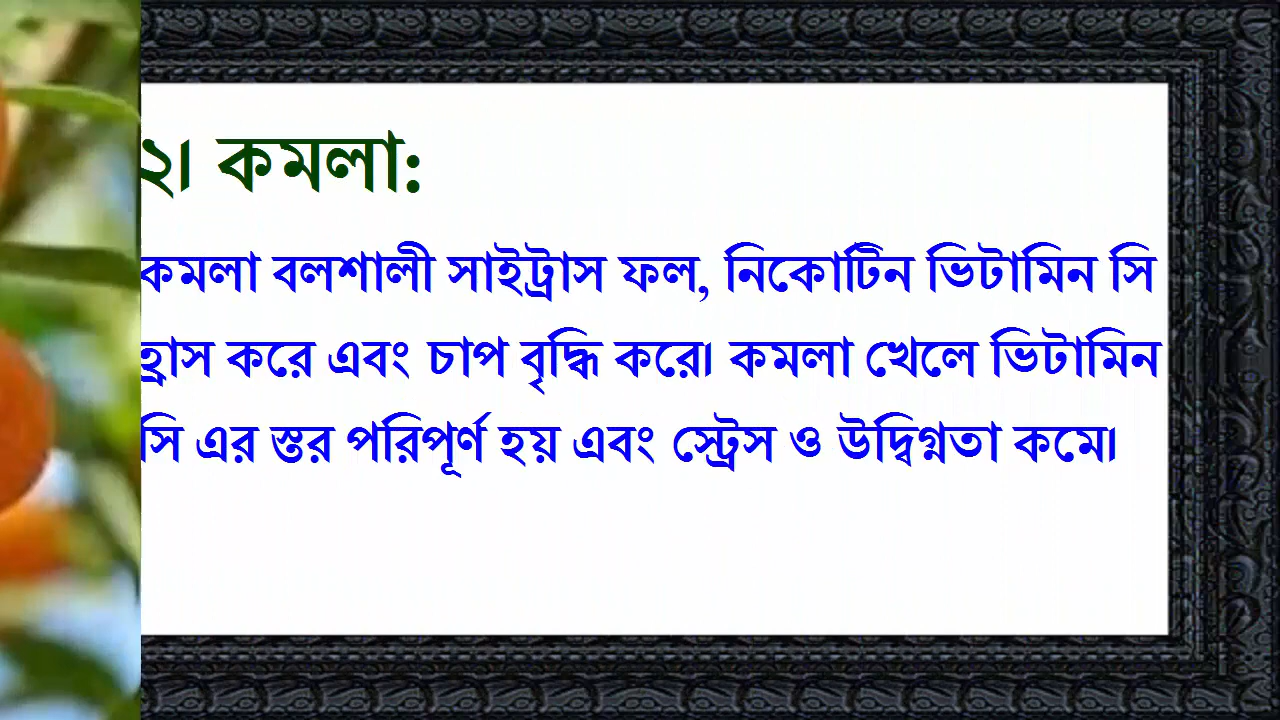 ২। কমলা:
কমলা বলশালী সাইট্রাস ফল, নিকোটিন ভিটামিন সি
হ্রাস করে এবং চাপ বৃদ্ধি করে। কমলা খেলে ভিটামিন
সি এর স্তর পরিপূর্ণ হয় এবং স্ট্রেস ও উদ্বিগ্নতা কমে।